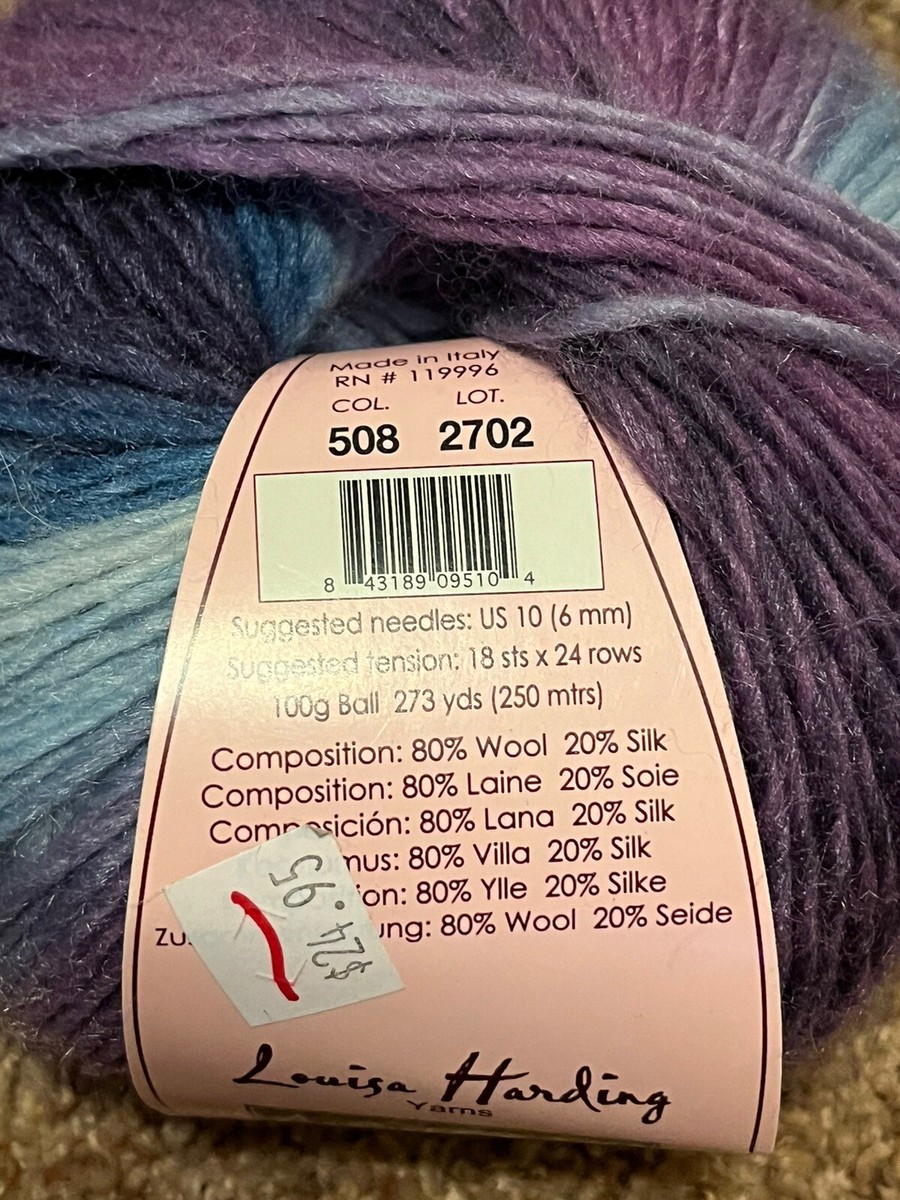 Made in Italy
RN # 119996
COL. LOT.
508 2702
8 43189 09510 4
Suggested needles: US 10 (6 mm)
Suggested tension: 18 sts x 24 rows
100g Ball 273 yds (250 mtrs)
Composition: 80% Wool 20% Silk
Composition: 80% Laine 20% Soie
Composición: 80% Lana 20% Silk
mus: 80% Villa 20% Silk
ion: 80% Ylle 20% Silke
Zu ung: 80% Wool 20% Seide
$24.95
Louisa Harding
Yarns